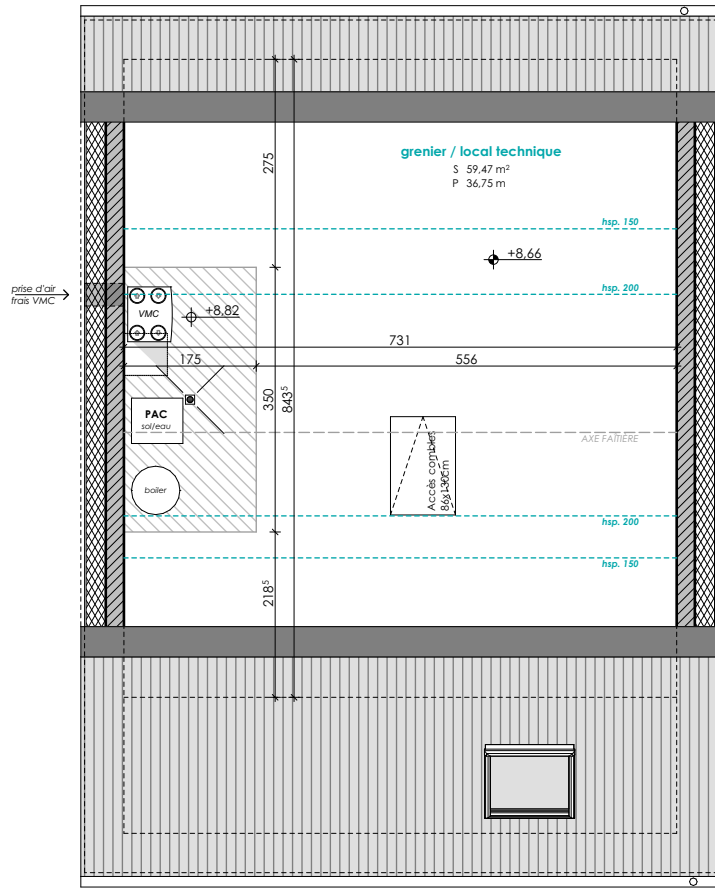 grenier / local technique
S 59,47 m²
P 36,75 m
275
hsp. 150
+8,66
prise d'air
frais VMC
hsp. 200
VMC
+8,82
731
175
556
350
843⁵
PAC
sol/eau
Accès combles
86x130cm
AXE FAÎTIÈRE
boiler
hsp. 200
hsp. 150
218⁵